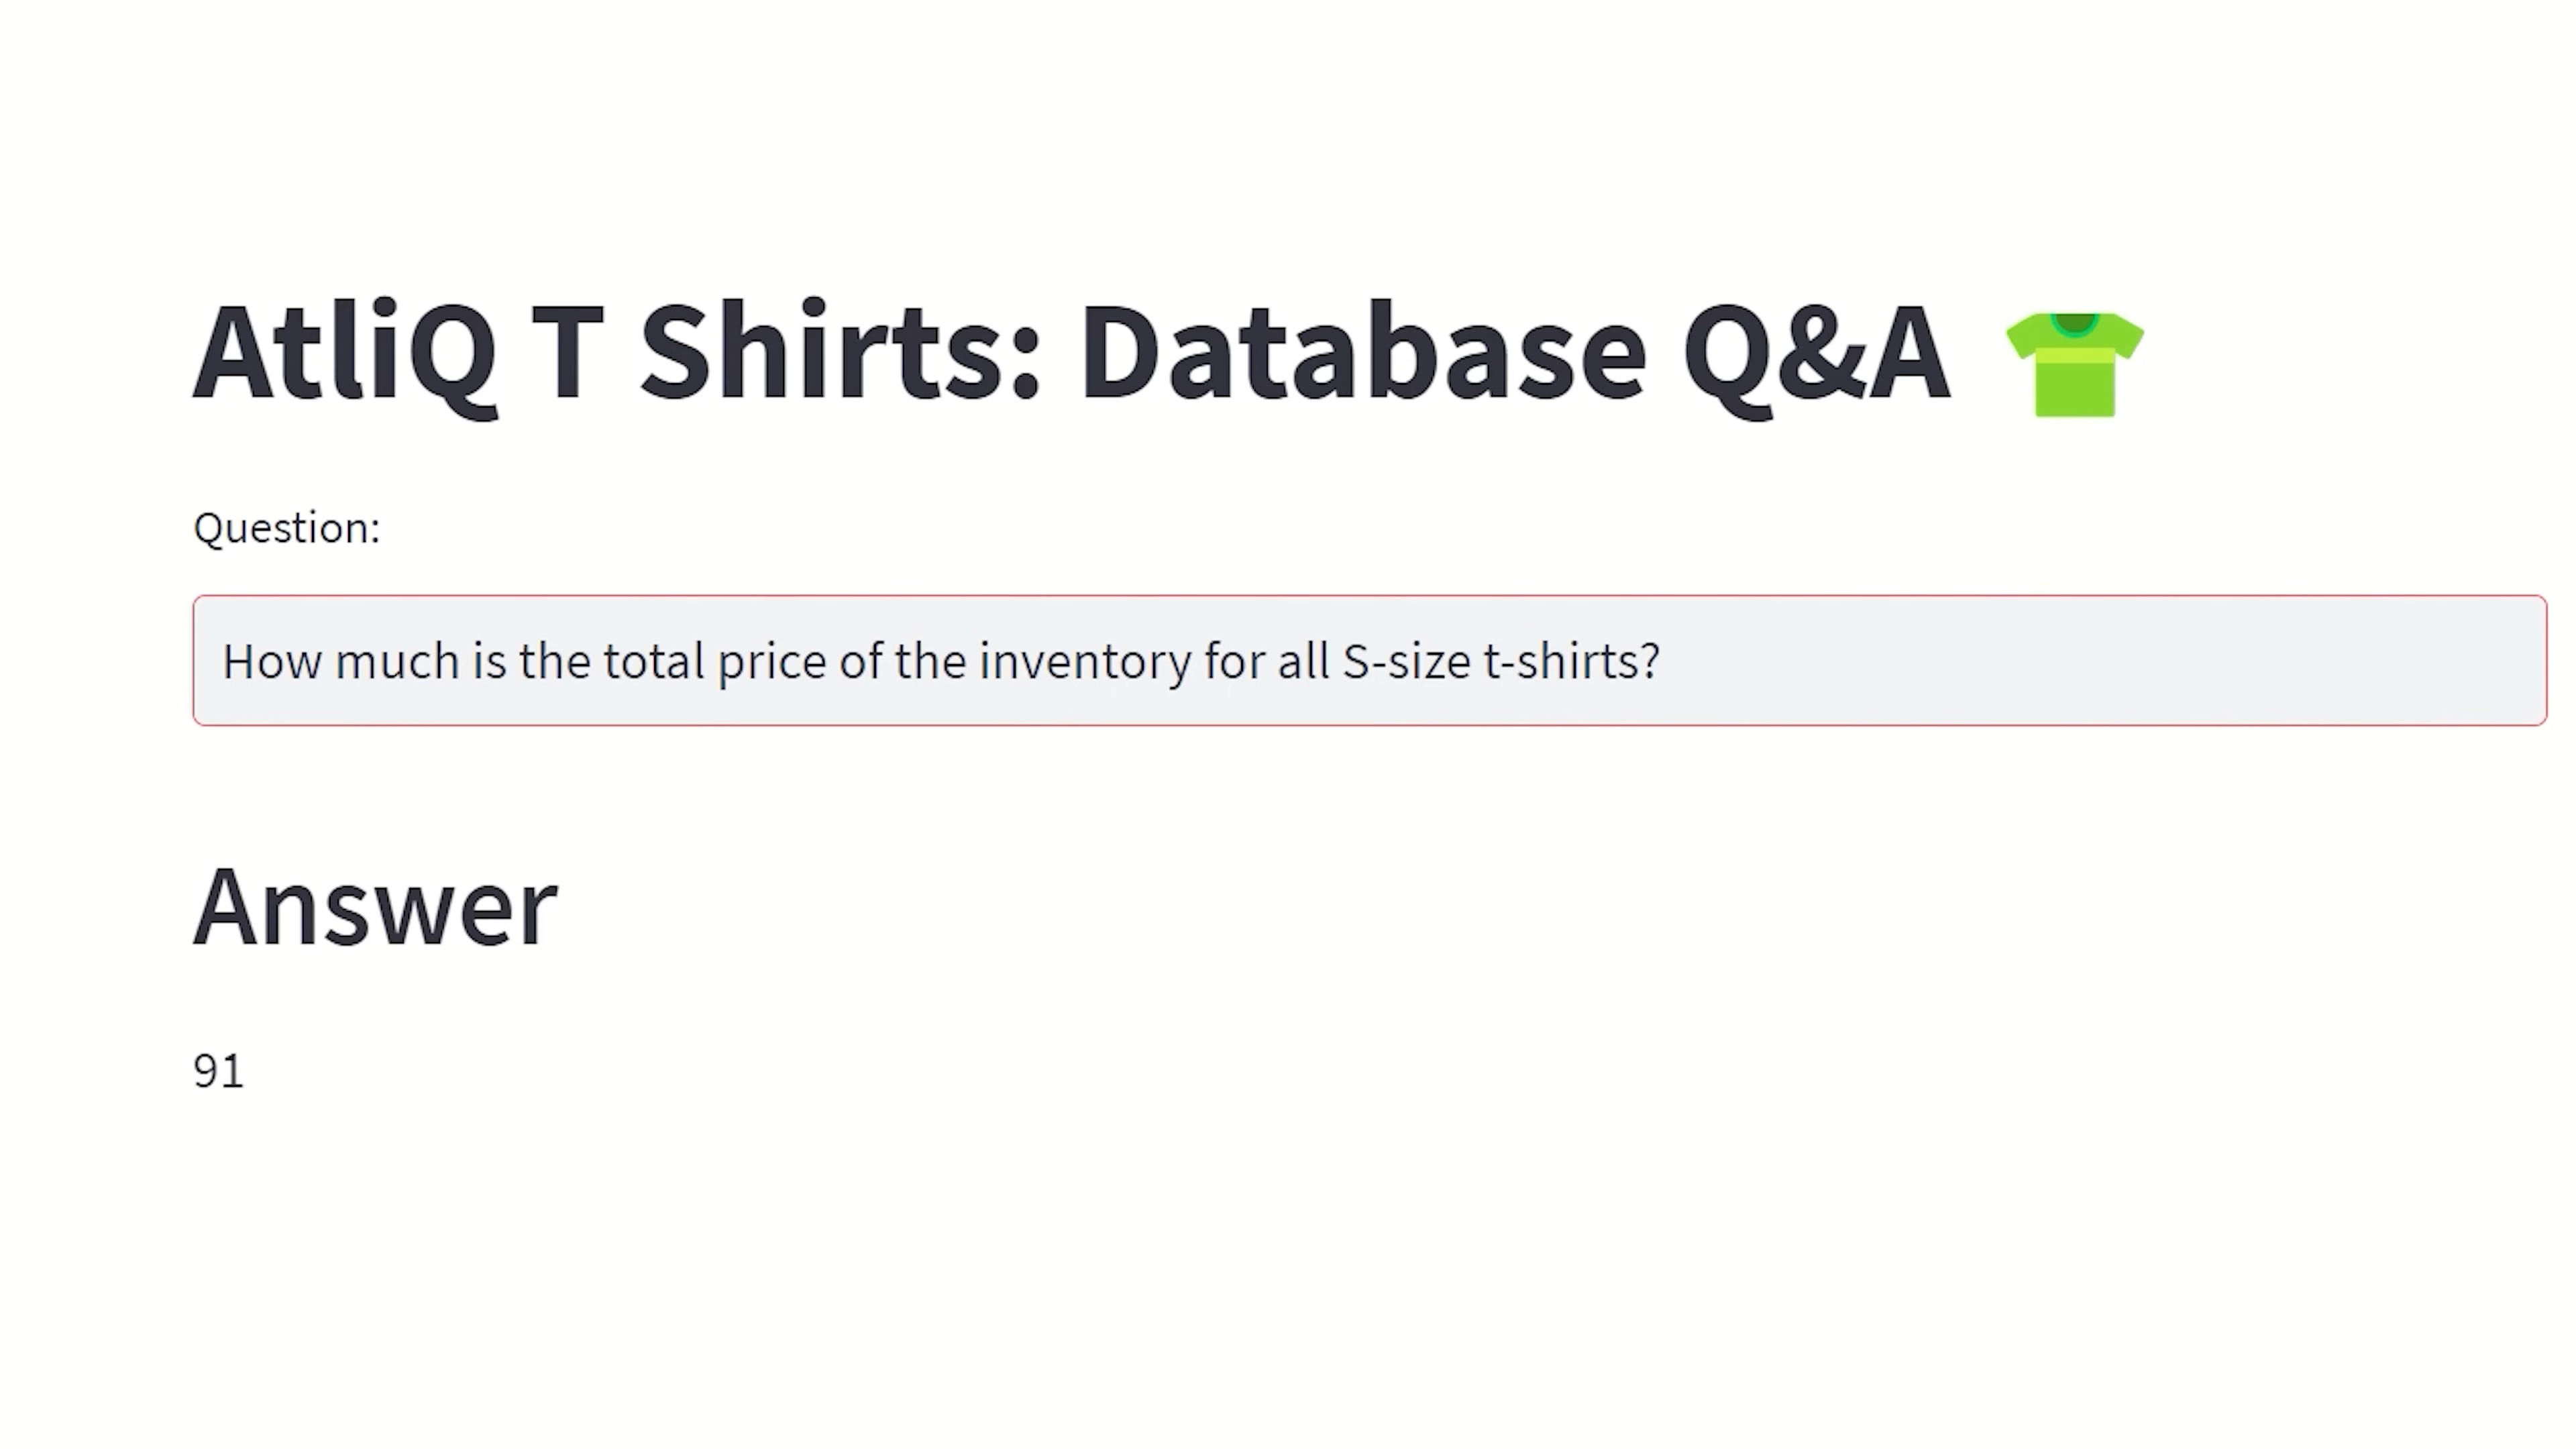 AtliQ T Shirts: Database Q&A
Question:
How much is the total price of the inventory for all S-size t-shirts?
Answer
91